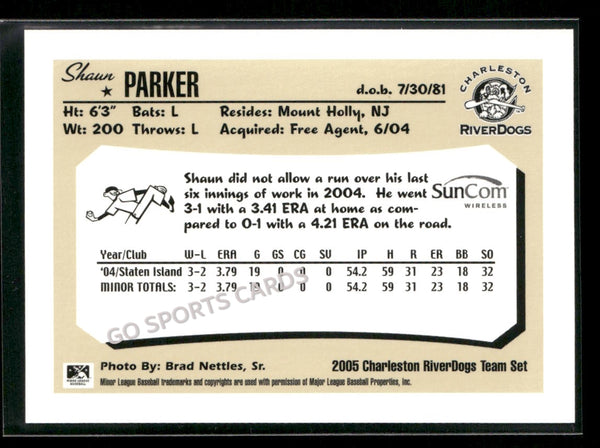 Shaun PARKER
d.o.b. 7/30/81
CHARLESTON
RIVERDOGS
Ht: 6'3" Bats: L Resides: Mount Holly, NJ
Wt: 200 Throws: L Acquired: Free Agent, 6/04
Shaun did not allow a run over his last
six innings of work in 2004. He went
3-1 with a 3.41 ERA at home as com-
pared to 0-1 with a 4.21 ERA on the road.
SunCom
WIRELESS
Year/Club W-L ERA G GS CG SV IP H R ER BB SO
'04/Staten Island 3-2 3.79 19 0 0 0 54.2 59 31 23 18 32
MINOR TOTALS: 3-2 3.79 19 0 0 0 54.2 59 31 23 18 32
GO SPORTS CARDS
Photo By: Brad Nettles, Sr.
2005 Charleston RiverDogs Team Set
MINOR LEAGUE
BASEBALL
Minor League Baseball trademarks and copyrights are used with permission of Major League Baseball Properties, Inc.